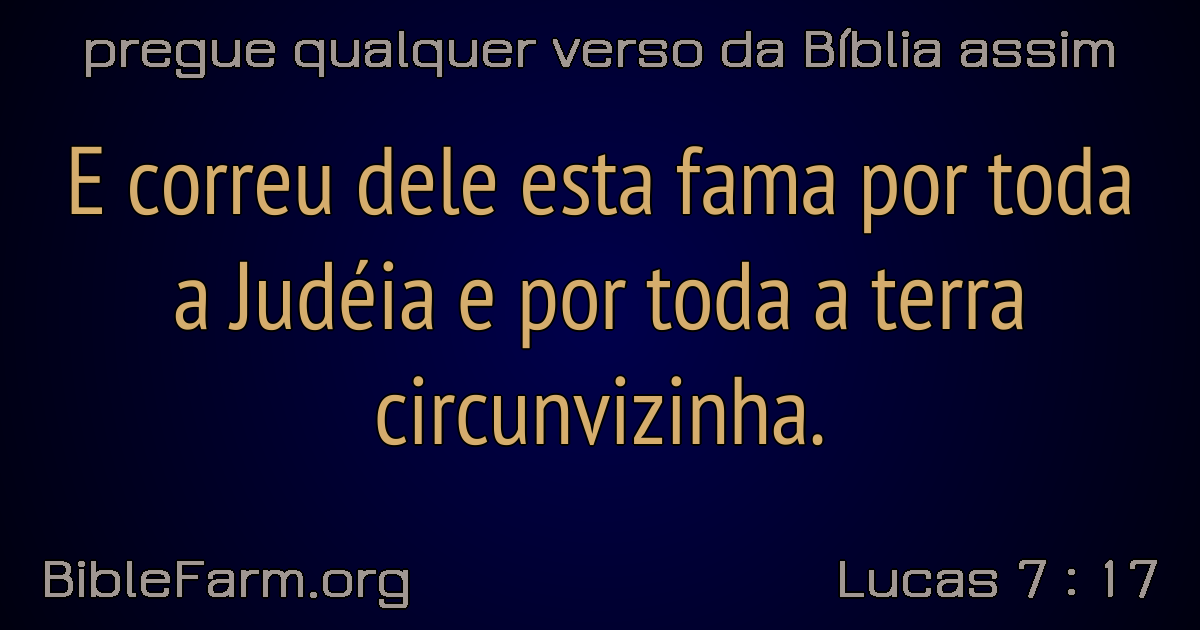 pregue qualquer verso da Bíblia assim
E correu dele esta fama por toda
a Judéia e por toda a terra
circunvizinha.
BibleFarm.org
Lucas 7 : 17